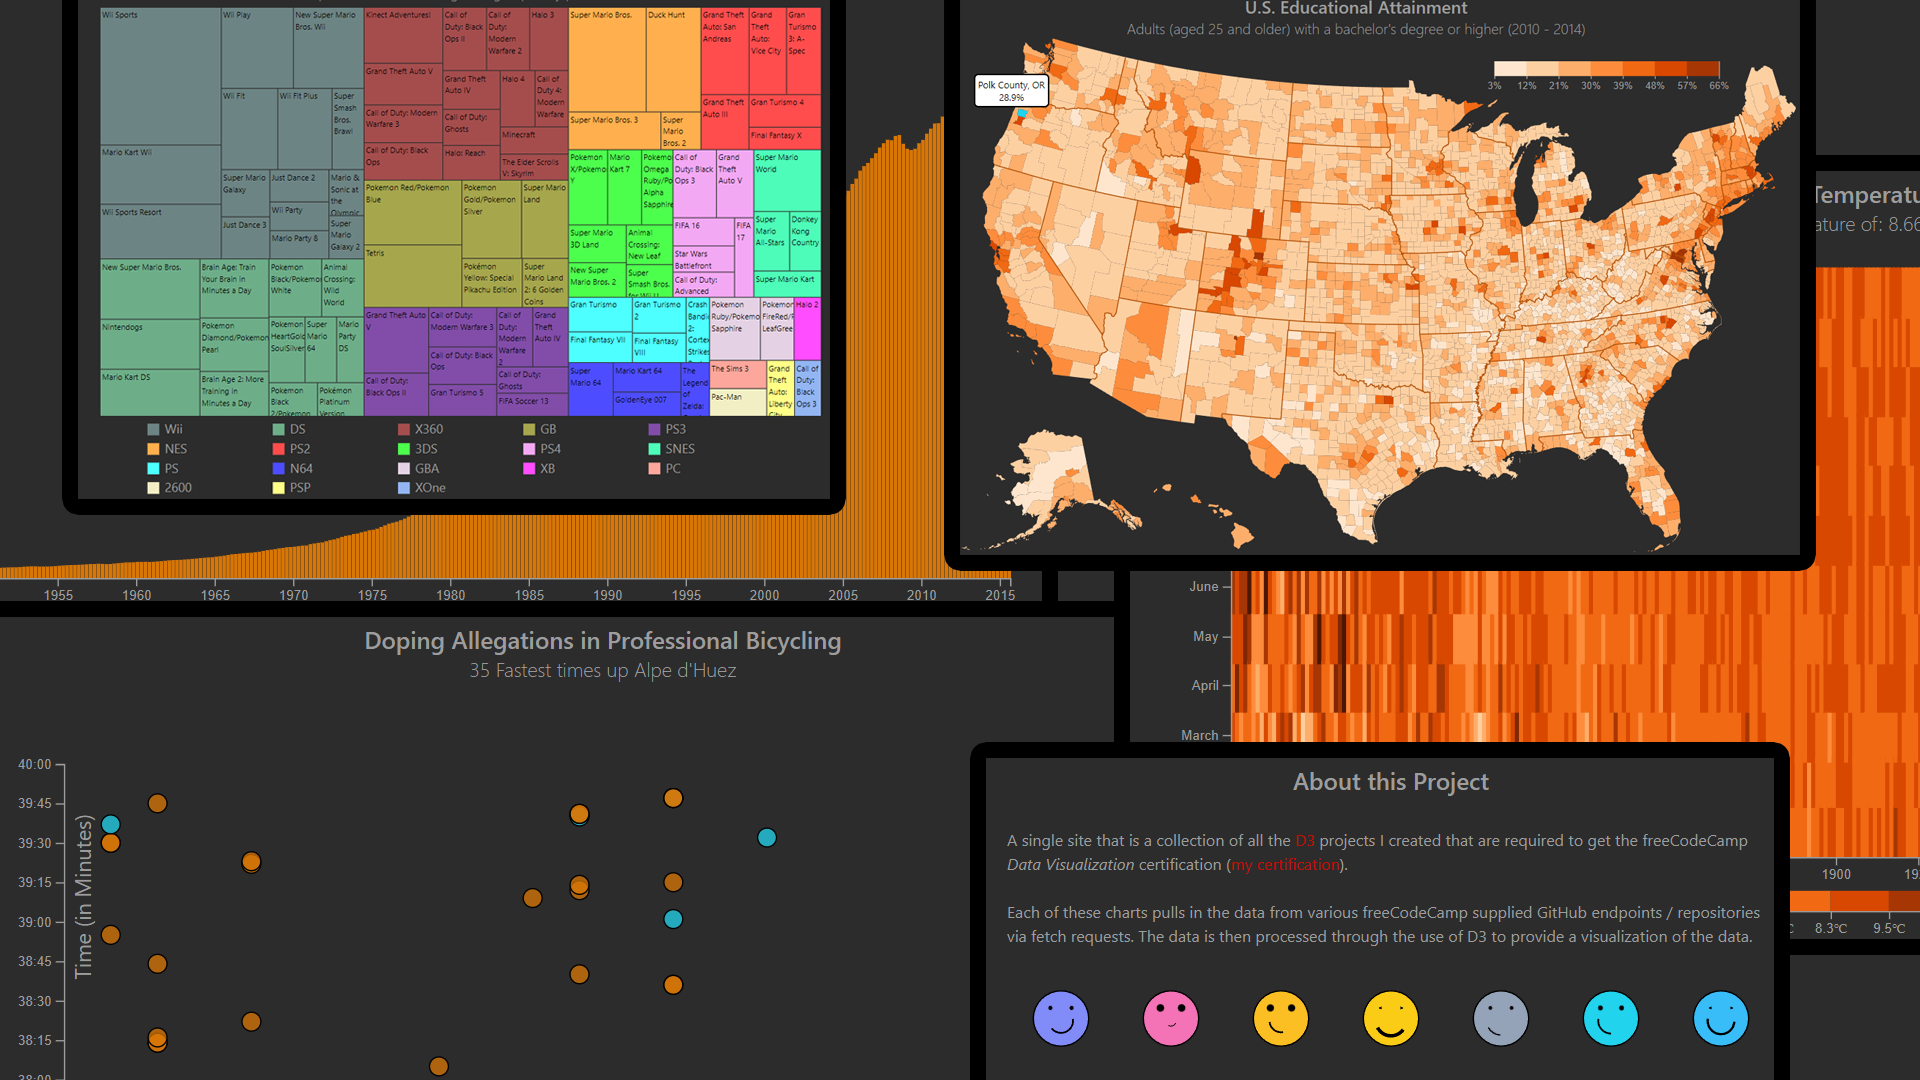 Wii Sports
Wii Play
New Super Mario
Bros. Wii
Wii Fit
Wii Fit Plus
Super
Smash
Bros.
Brawl
Mario Kart Wii
Super Mario
Galaxy
Just Dance 2
Mario &
Sonic at
the
Olympic
Wii Sports Resort
Just Dance 3
Wii Party
Mario Party 8
Super
Mario
Galaxy 2
New Super Mario Bros.
Brain Age: Train
Your Brain in
Minutes a Day
Pokemon
Black/Pokemon
White
Animal
Crossing:
Wild
World
Nintendogs
Pokemon
Diamond/Pokemon
Pearl
Pokemon
HeartGold
SoulSilver
Super
Mario
64
Mario
Party
DS
Mario Kart DS
Brain Age 2: More
Training in
Minutes a Day
Pokemon
Black
2/Pokemon
Pokémon
Platinum
Version
Kinect Adventures!
Call of
Duty: Black
Ops II
Call of
Duty:
Modern
Warfare 2
Halo 3
Grand Theft Auto V
Grand Theft
Auto IV
Halo 4
Call of
Duty 4:
Modern
Warfare
Call of Duty: Modern
Warfare 3
Call of Duty:
Ghosts
Minecraft
Call of Duty: Black
Ops
Halo: Reach
The Elder Scrolls
V: Skyrim
Pokemon Red/Pokemon
Blue
Pokemon
Gold/Pokemon
Silver
Super Mario
Land
Tetris
Pokémon
Yellow: Special
Pikachu Edition
Super
Mario Land
2: 6 Golden
Coins
Grand Theft Auto
V
Call of Duty:
Modern Warfare 3
Call of
Duty:
Modern
Warfare
2
Grand
Theft
Auto IV
Call of Duty: Black
Ops
Call of Duty:
Black Ops II
Gran Turismo 5
Call of Duty:
Ghosts
FIFA Soccer 13
Super Mario Bros.
Duck Hunt
Super Mario Bros. 3
Super
Mario
Bros. 2
Grand Theft
Auto: San
Andreas
Grand
Theft
Auto:
Vice City
Gran
Turismo
3: A-
Spec
Grand Theft
Auto III
Gran Turismo 4
Final Fantasy X
Pokemon
X/Pokemon
Y
Mario
Kart 7
Pokemon
Omega
Ruby/Po
Alpha
Sapphire
Super Mario
3D Land
Animal
Crossing:
New Leaf
New Super
Mario Bros. 2
Super
Smash Bros.
for Wii U
Call of
Duty: Black
Ops 3
Grand
Theft
Auto V
FIFA 16
FIFA
17
Star Wars
Battlefront
Call of Duty:
Advanced
Super Mario
World
Super
Mario
All-Stars
Donkey
Kong
Country
Super Mario Kart
Gran Turismo
Gran Turismo
2
Crash
Bandic
2:
Cortex
Strikes
Final Fantasy VII
Final Fantasy
VIII
Pokemon
Ruby/Pokemo
Sapphire
Pokemon
FireRed/P
LeafGree
Halo 2
Super
Mario 64
Mario Kart 64
The
Legend
of
Zelda:
GoldenEye 007
The Sims 3
Pac-Man
Grand
Theft
Auto:
Liberty
City
Call of
Duty:
Black
Ops 3
Wii
DS
X360
GB
PS3
NES
PS2
3DS
PS4
SNES
PS
N64
GBA
XB
PC
2600
PSP
XOne
1955 1960 1965 1970 1975 1980 1985 1990 1995 2000 2005 2010 2015
U.S. Educational Attainment
Adults (aged 25 and older) with a bachelor's degree or higher (2010 - 2014)
3% 12% 21% 30% 39% 48% 57% 66%
Polk County, OR
28.9%
Temperatu
ature of: 8.66
June
May
April
March
1900
19
8.3°C 9.5°C
Doping Allegations in Professional Bicycling
35 Fastest times up Alpe d'Huez
Time (in Minutes)
40:00
39:45
39:30
39:15
39:00
38:45
38:30
38:15
38:00
About this Project
A single site that is a collection of all the D3 projects I created that are required to get the freeCodeCamp
Data Visualization certification (my certification).
Each of these charts pulls in the data from various freeCodeCamp supplied GitHub endpoints / repositories
via fetch requests. The data is then processed through the use of D3 to provide a visualization of the data.